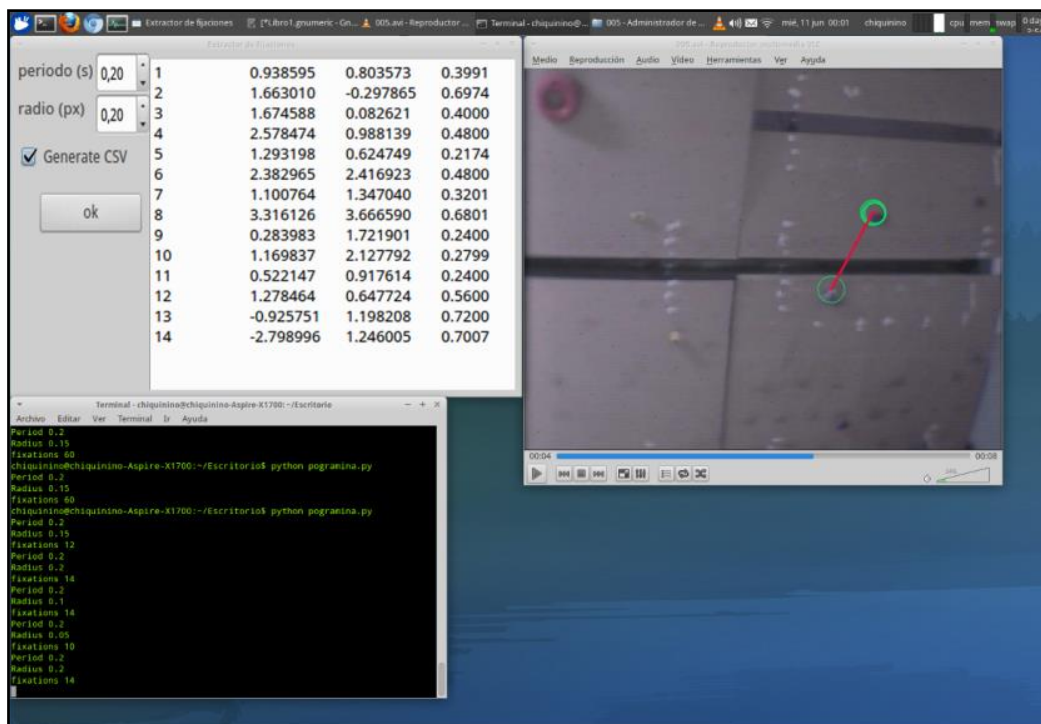 Extractor de fijaciones
[*Libro1.gnumeric - Gn...
005.avi - Reproductor ...
Terminal - chiquinino@...
005 - Administrador de ...
mié, 11 jun 00:01
chiquinino
cpu
mem
swap
0 day
Extractor de fijaciones
periodo (s) 0,20
radio (px) 0,20
Generate CSV
ok
1 0.938595 0.803573 0.3991
2 1.663010 -0.297865 0.6974
3 1.674588 0.082621 0.4000
4 2.578474 0.988139 0.4800
5 1.293198 0.624749 0.2174
6 2.382965 2.416923 0.4800
7 1.100764 1.347040 0.3201
8 3.316126 3.666590 0.6801
9 0.283983 1.721901 0.2400
10 1.169837 2.127792 0.2799
11 0.522147 0.917614 0.2400
12 1.278464 0.647724 0.5600
13 -0.925751 1.198208 0.7200
14 -2.798996 1.246005 0.7007
005.avi - Reproductor multimedia VLC
Medio Reproducción Audio Vídeo Herramientas Ver Ayuda
00:04
00:08
Terminal - chiquinino@chiquinino-Aspire-X1700: ~/Escritorio
Archivo Editar Ver Terminal Ir Ayuda
Period 0.2
Radius 0.15
fixations 60
chiquinino@chiquinino-Aspire-X1700:~/Escritorio$ python pogramina.py
Period 0.2
Radius 0.15
fixations 60
chiquinino@chiquinino-Aspire-X1700:~/Escritorio$ python pogramina.py
Period 0.2
Radius 0.15
fixations 12
Period 0.2
Radius 0.2
fixations 14
Period 0.2
Radius 0.1
fixations 14
Period 0.2
Radius 0.05
fixations 10
Period 0.2
Radius 0.2
fixations 14